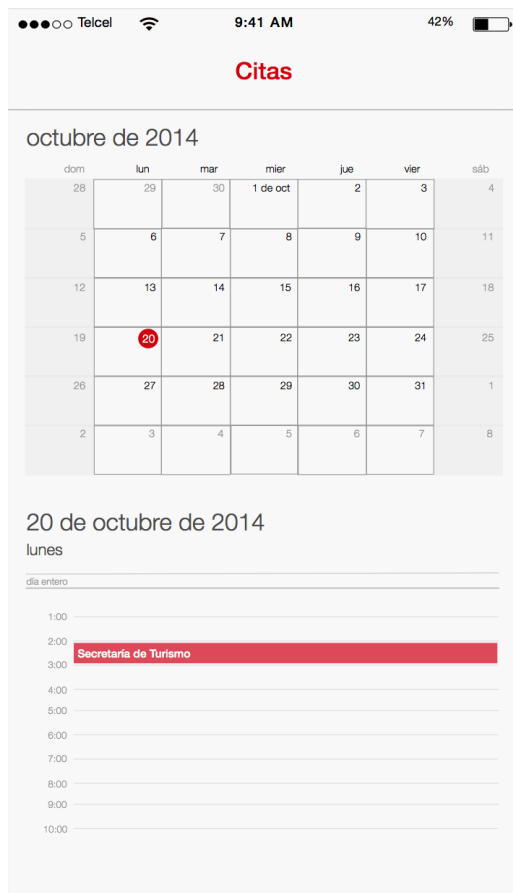 Telcel 9:41 AM 42%
Citas
octubre de 2014
dom lun mar mier jue vier sáb
28 29 30 1 de oct 2 3 4
5 6 7 8 9 10 11
12 13 14 15 16 17 18
19 20 21 22 23 24 25
26 27 28 29 30 31 1
2 3 4 5 6 7 8
20 de octubre de 2014
lunes
día entero
1:00
2:00
Secretaría de Turismo
3:00
4:00
5:00
6:00
7:00
8:00
9:00
10:00